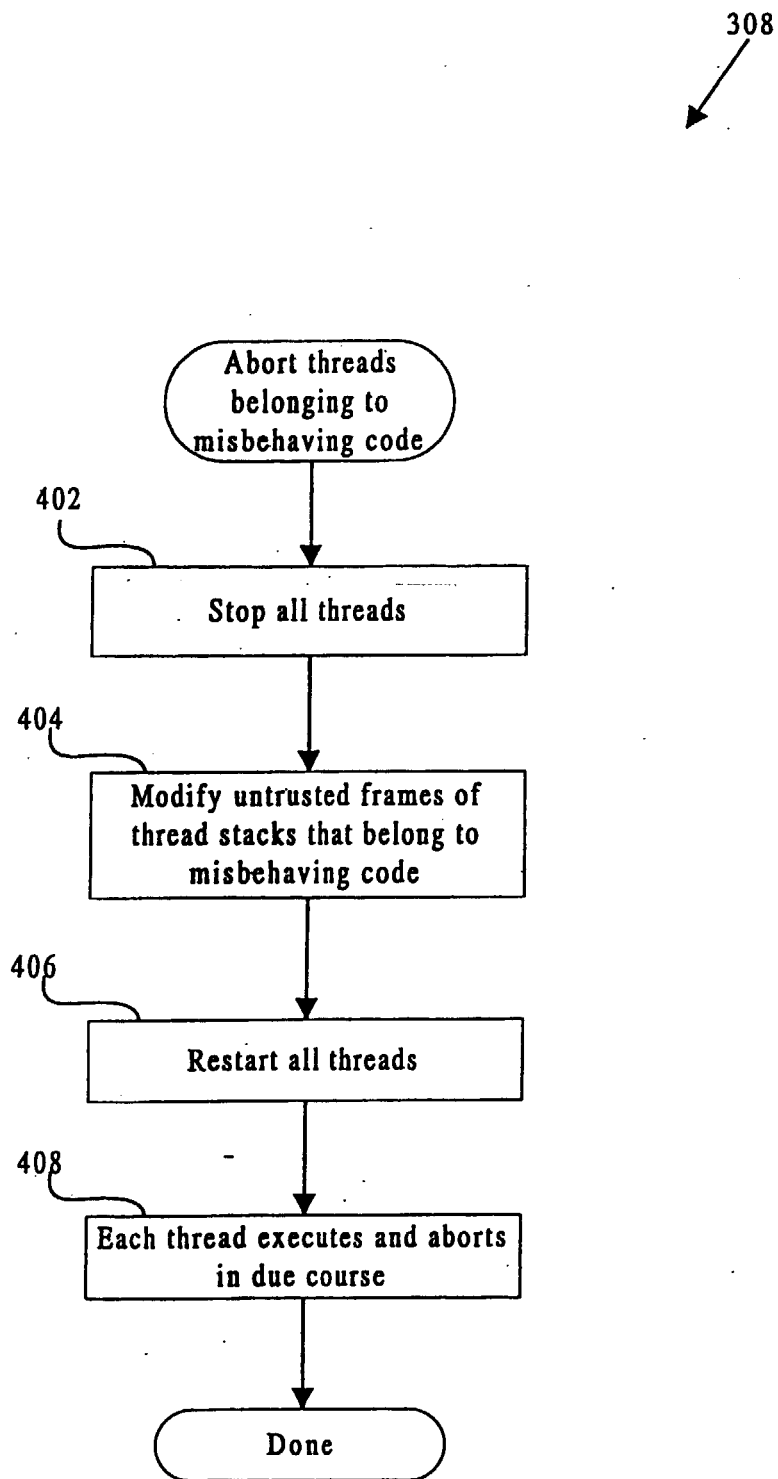 308
Abort threads
belonging to
misbehaving code
402
Stop all threads
404
Modify untrusted frames of
thread stacks that belong to
misbehaving code
406
Restart all threads
408
Each thread executes and aborts
in due course
Done